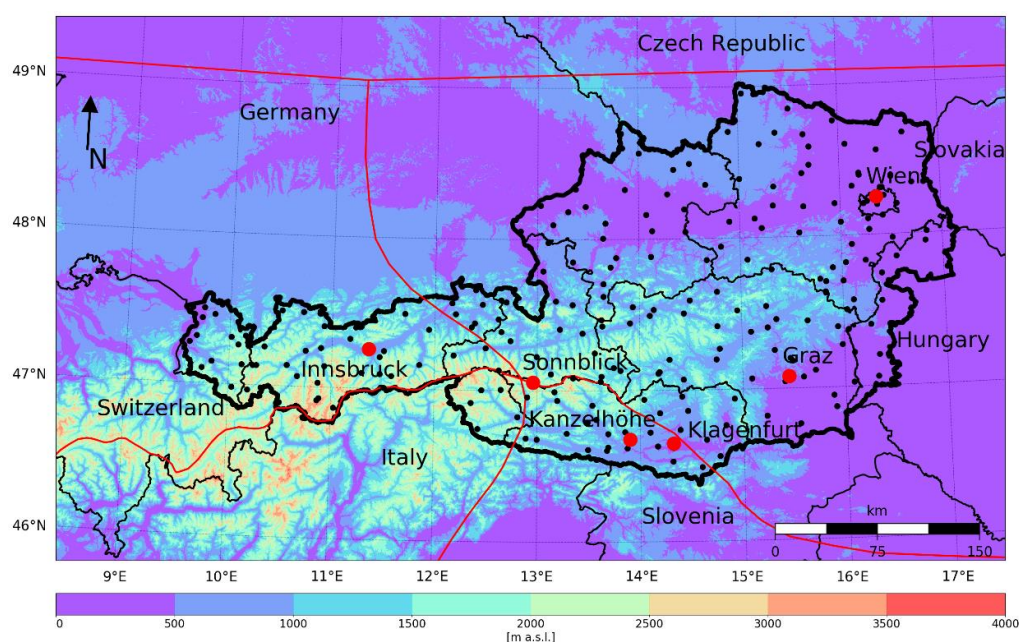 Czech Republic
49°N
Germany
N
Slovakia
Wien
48°N
Hungary
47°N
Innsbruck
Sonnblick
Graz
Switzerland
Kanzelhöhe
Klagenfurt
Italy
46°N
Slovenia
km
0 75 150
9°E 10°E 11°E 12°E 13°E 14°E 15°E 16°E 17°E
0 500 1000 1500 2000 2500 3000 3500 4000
[m a.s.l.]